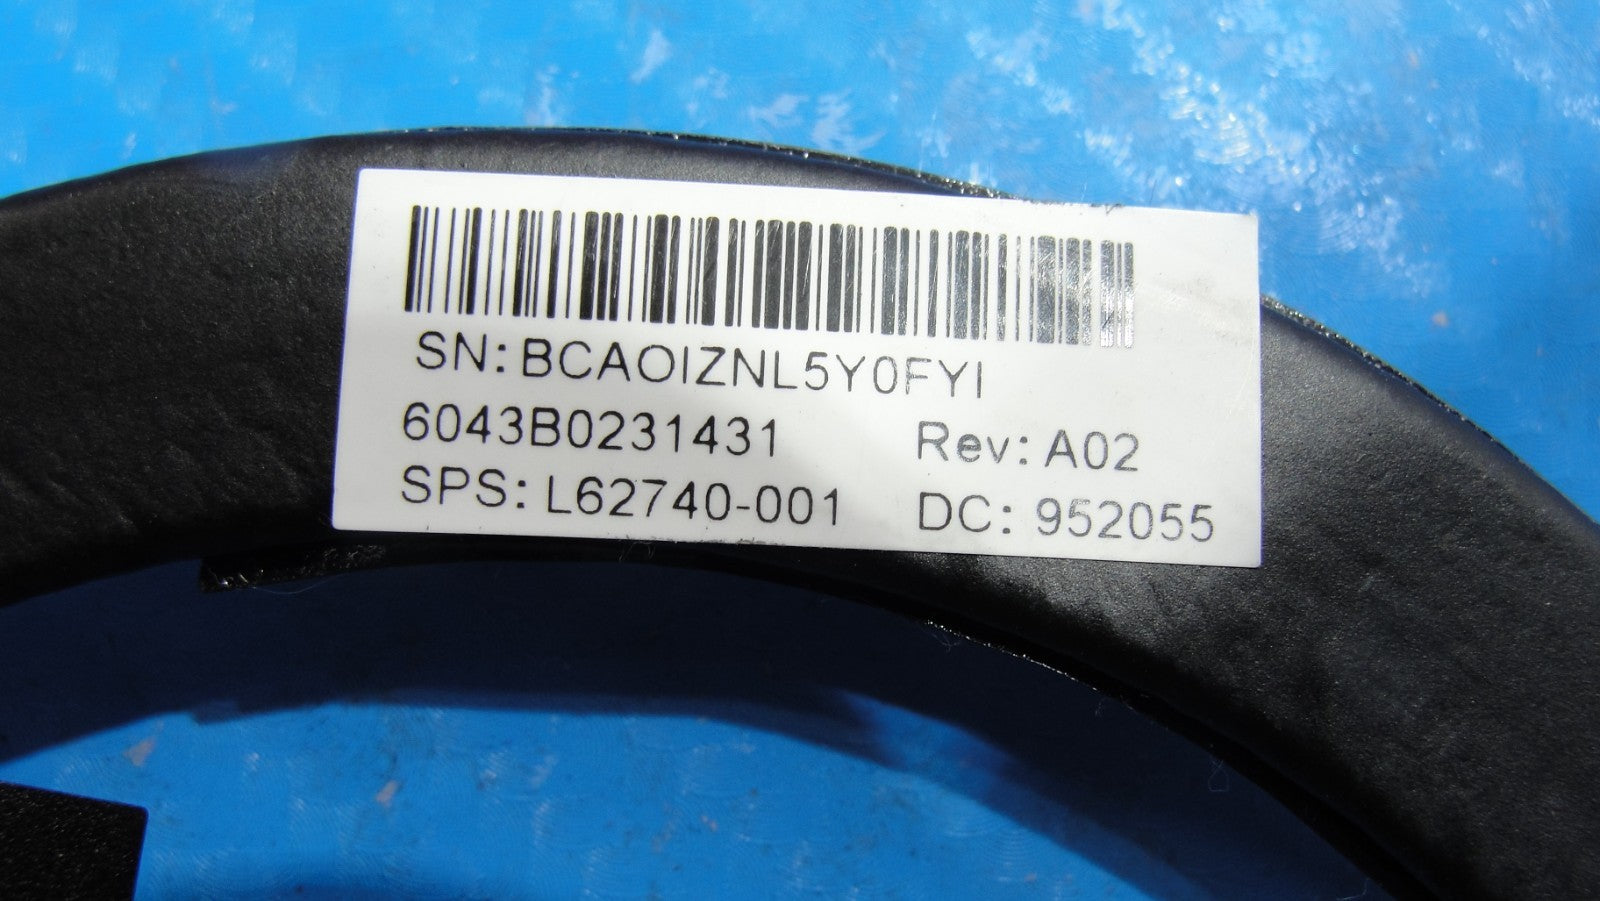 SN: BCAOIZNL5Y0FYI
6043B0231431 Rev: A02
SPS: L62740-001 DC: 952055